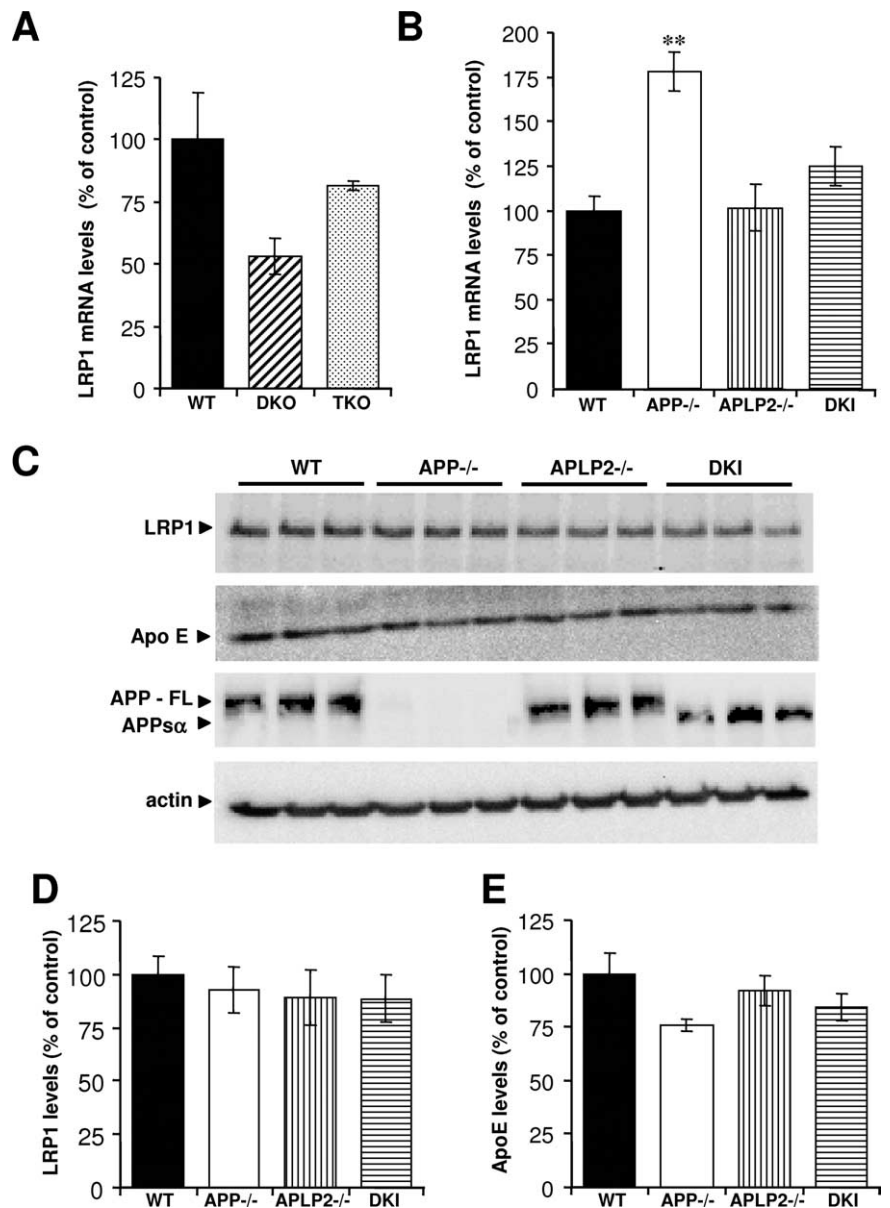 A
LRP1 mRNA levels (% of control)
125
100
75
50
25
0
WT DKO TKO
B
LRP1 mRNA levels (% of control)
200
175
150
125
100
75
50
25
0
**
WT APP-/- APLP2-/- DKI
C
WT APP-/- APLP2-/- DKI
LRP1
Apo E
APP - FL
APPsα
actin
D
LRP1 levels (% of control)
125
100
75
50
25
0
WT APP-/- APLP2-/- DKI
E
ApoE levels (% of control)
125
100
75
50
25
0
WT APP-/- APLP2-/- DKI